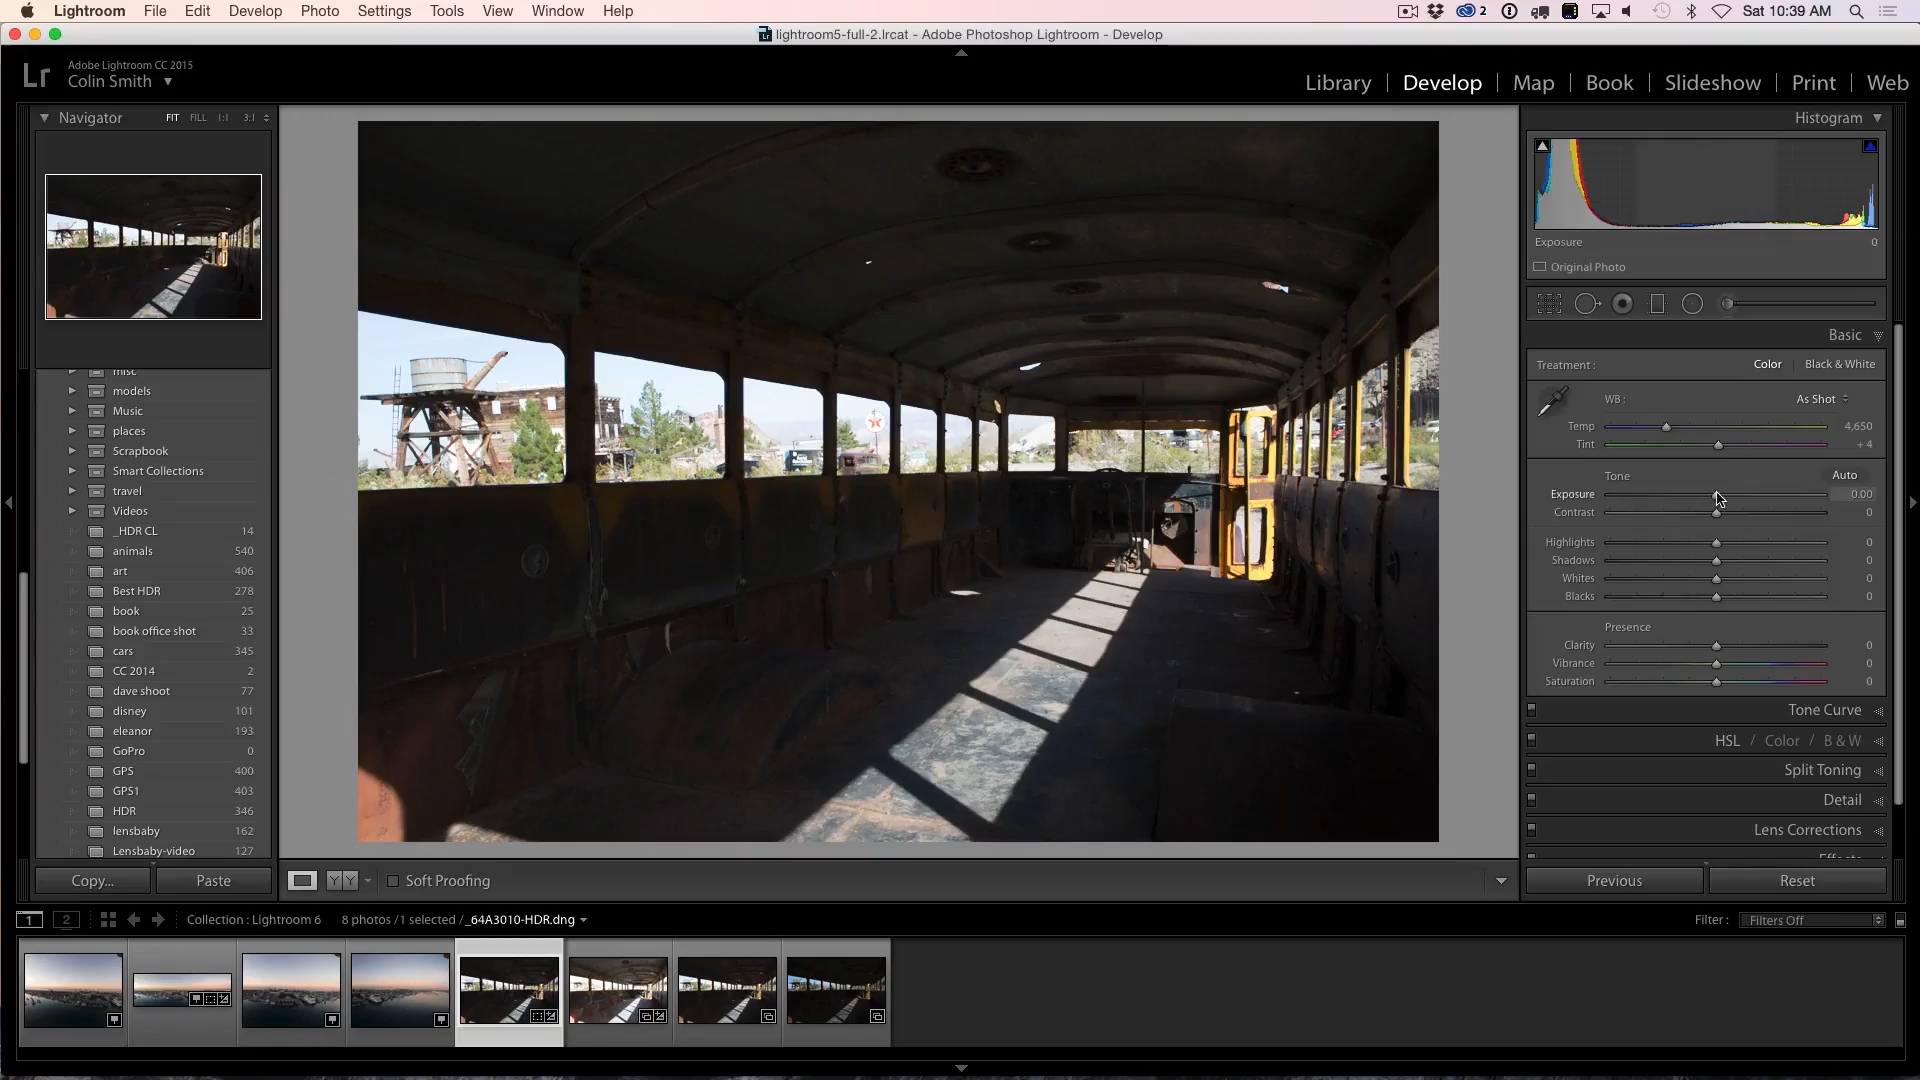 Lightroom File Edit Develop Photo Settings Tools View Window Help 2 Sat 10:39 AM
lightroom5-full-2.lrcat - Adobe Photoshop Lightroom - Develop
Lr Adobe Lightroom CC 2015
Colin Smith
Library | Develop | Map | Book | Slideshow | Print | Web
Navigator FIT FILL 1:1 3:1
misc
models
Music
places
Scrapbook
Smart Collections
travel
Videos
_HDR CL 14
animals 540
art 406
Best HDR 278
book 25
book office shot 33
cars 345
CC 2014 2
dave shoot 77
disney 101
eleanor 193
GoPro 0
GPS 400
GPS1 403
HDR 346
lensbaby 162
Lensbaby-video 127
Copy... Paste
Soft Proofing
Histogram
Exposure 0
Original Photo
Basic
Treatment : Color | Black & White
WB : As Shot
Temp 4,650
Tint + 4
Tone Auto
Exposure 0.00
Contrast 0
Highlights 0
Shadows 0
Whites 0
Blacks 0
Presence
Clarity 0
Vibrance 0
Saturation 0
Tone Curve
HSL / Color / B & W
Split Toning
Detail
Lens Corrections
Effects
Previous Reset
1 2 Collection : Lightroom 6 8 photos /1 selected /_64A3010-HDR.dng Filter : Filters Off